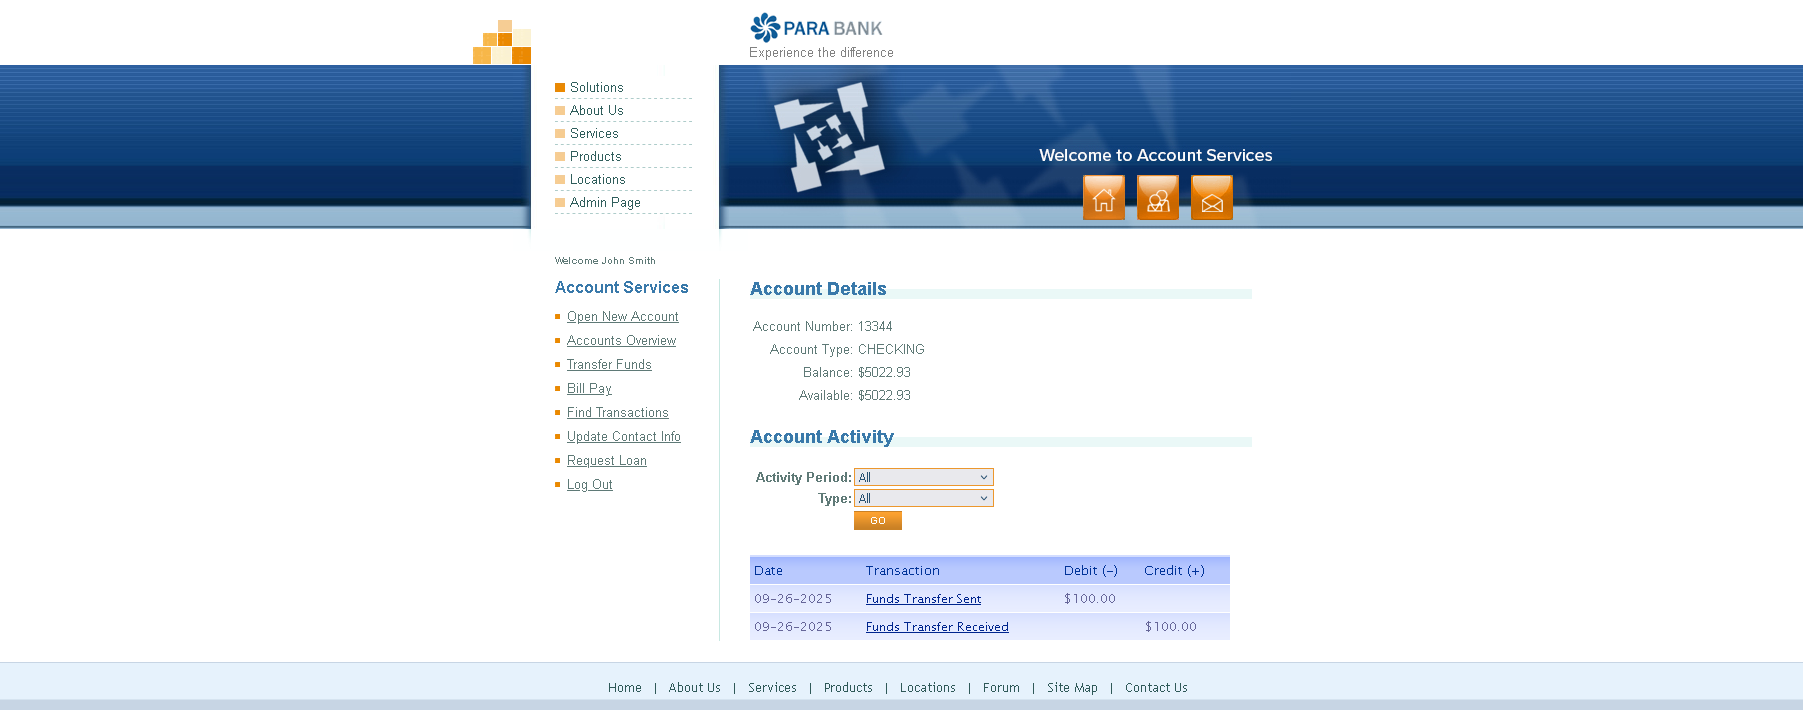 PARA BANK
Experience the difference
Solutions
About Us
Services
Products
Locations
Admin Page
Welcome to Account Services
Welcome John Smith
Account Services
Open New Account
Accounts Overview
Transfer Funds
Bill Pay
Find Transactions
Update Contact Info
Request Loan
Log Out
Account Details
Account Number: 13344
Account Type: CHECKING
Balance: $5022.93
Available: $5022.93
Account Activity
Activity Period: All
Type: All
GO
Date Transaction Debit (-) Credit (+)
09-26-2025 Funds Transfer Sent $100.00
09-26-2025 Funds Transfer Received $100.00
Home | About Us | Services | Products | Locations | Forum | Site Map | Contact Us